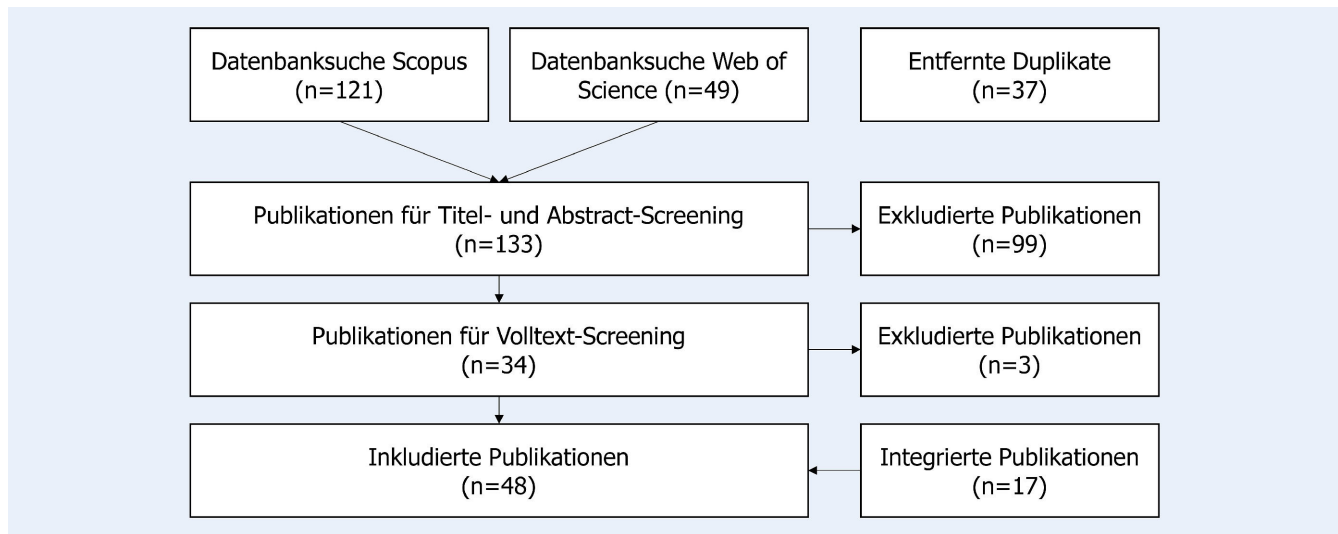 Datenbanksuche Scopus
(n=121)
Datenbanksuche Web of
Science (n=49)
Entfernte Duplikate
(n=37)
Publikationen für Titel- und Abstract-Screening
(n=133)
Exkludierte Publikationen
(n=99)
Publikationen für Volltext-Screening
(n=34)
Exkludierte Publikationen
(n=3)
Inkludierte Publikationen
(n=48)
Integrierte Publikationen
(n=17)